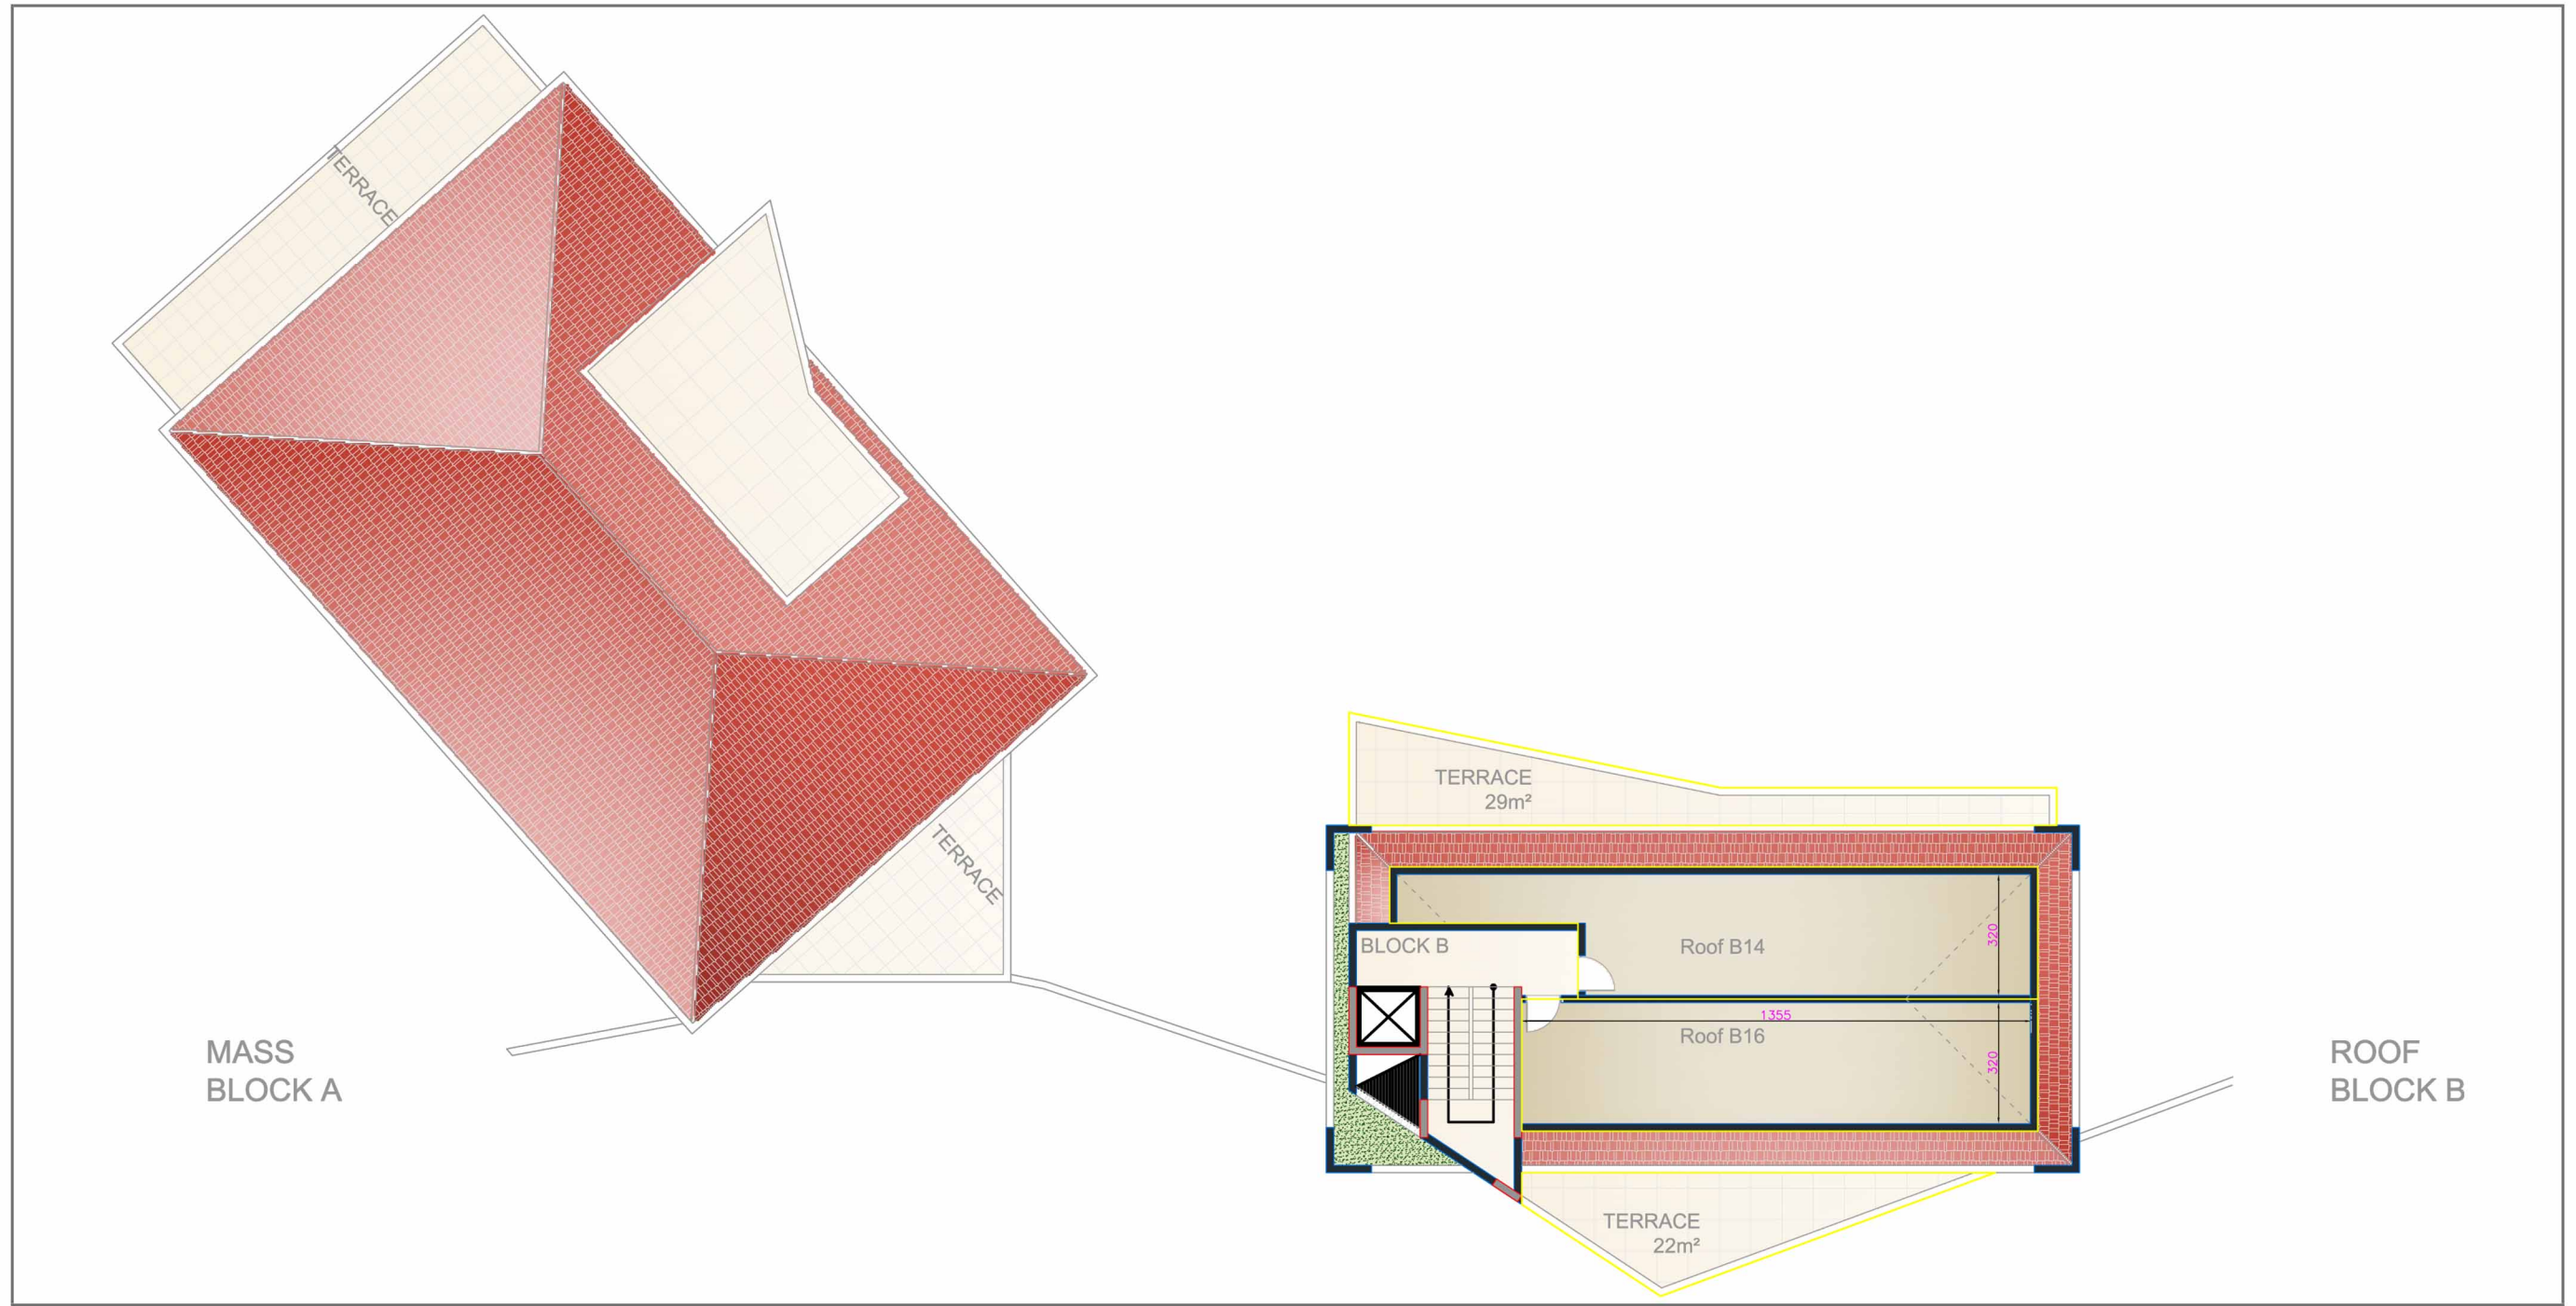 TERRACE
TERRACE
29m²
BLOCK B
Roof B14
320
1355
Roof B16
320
TERRACE
MASS
BLOCK A
ROOF
BLOCK B
TERRACE
22m²